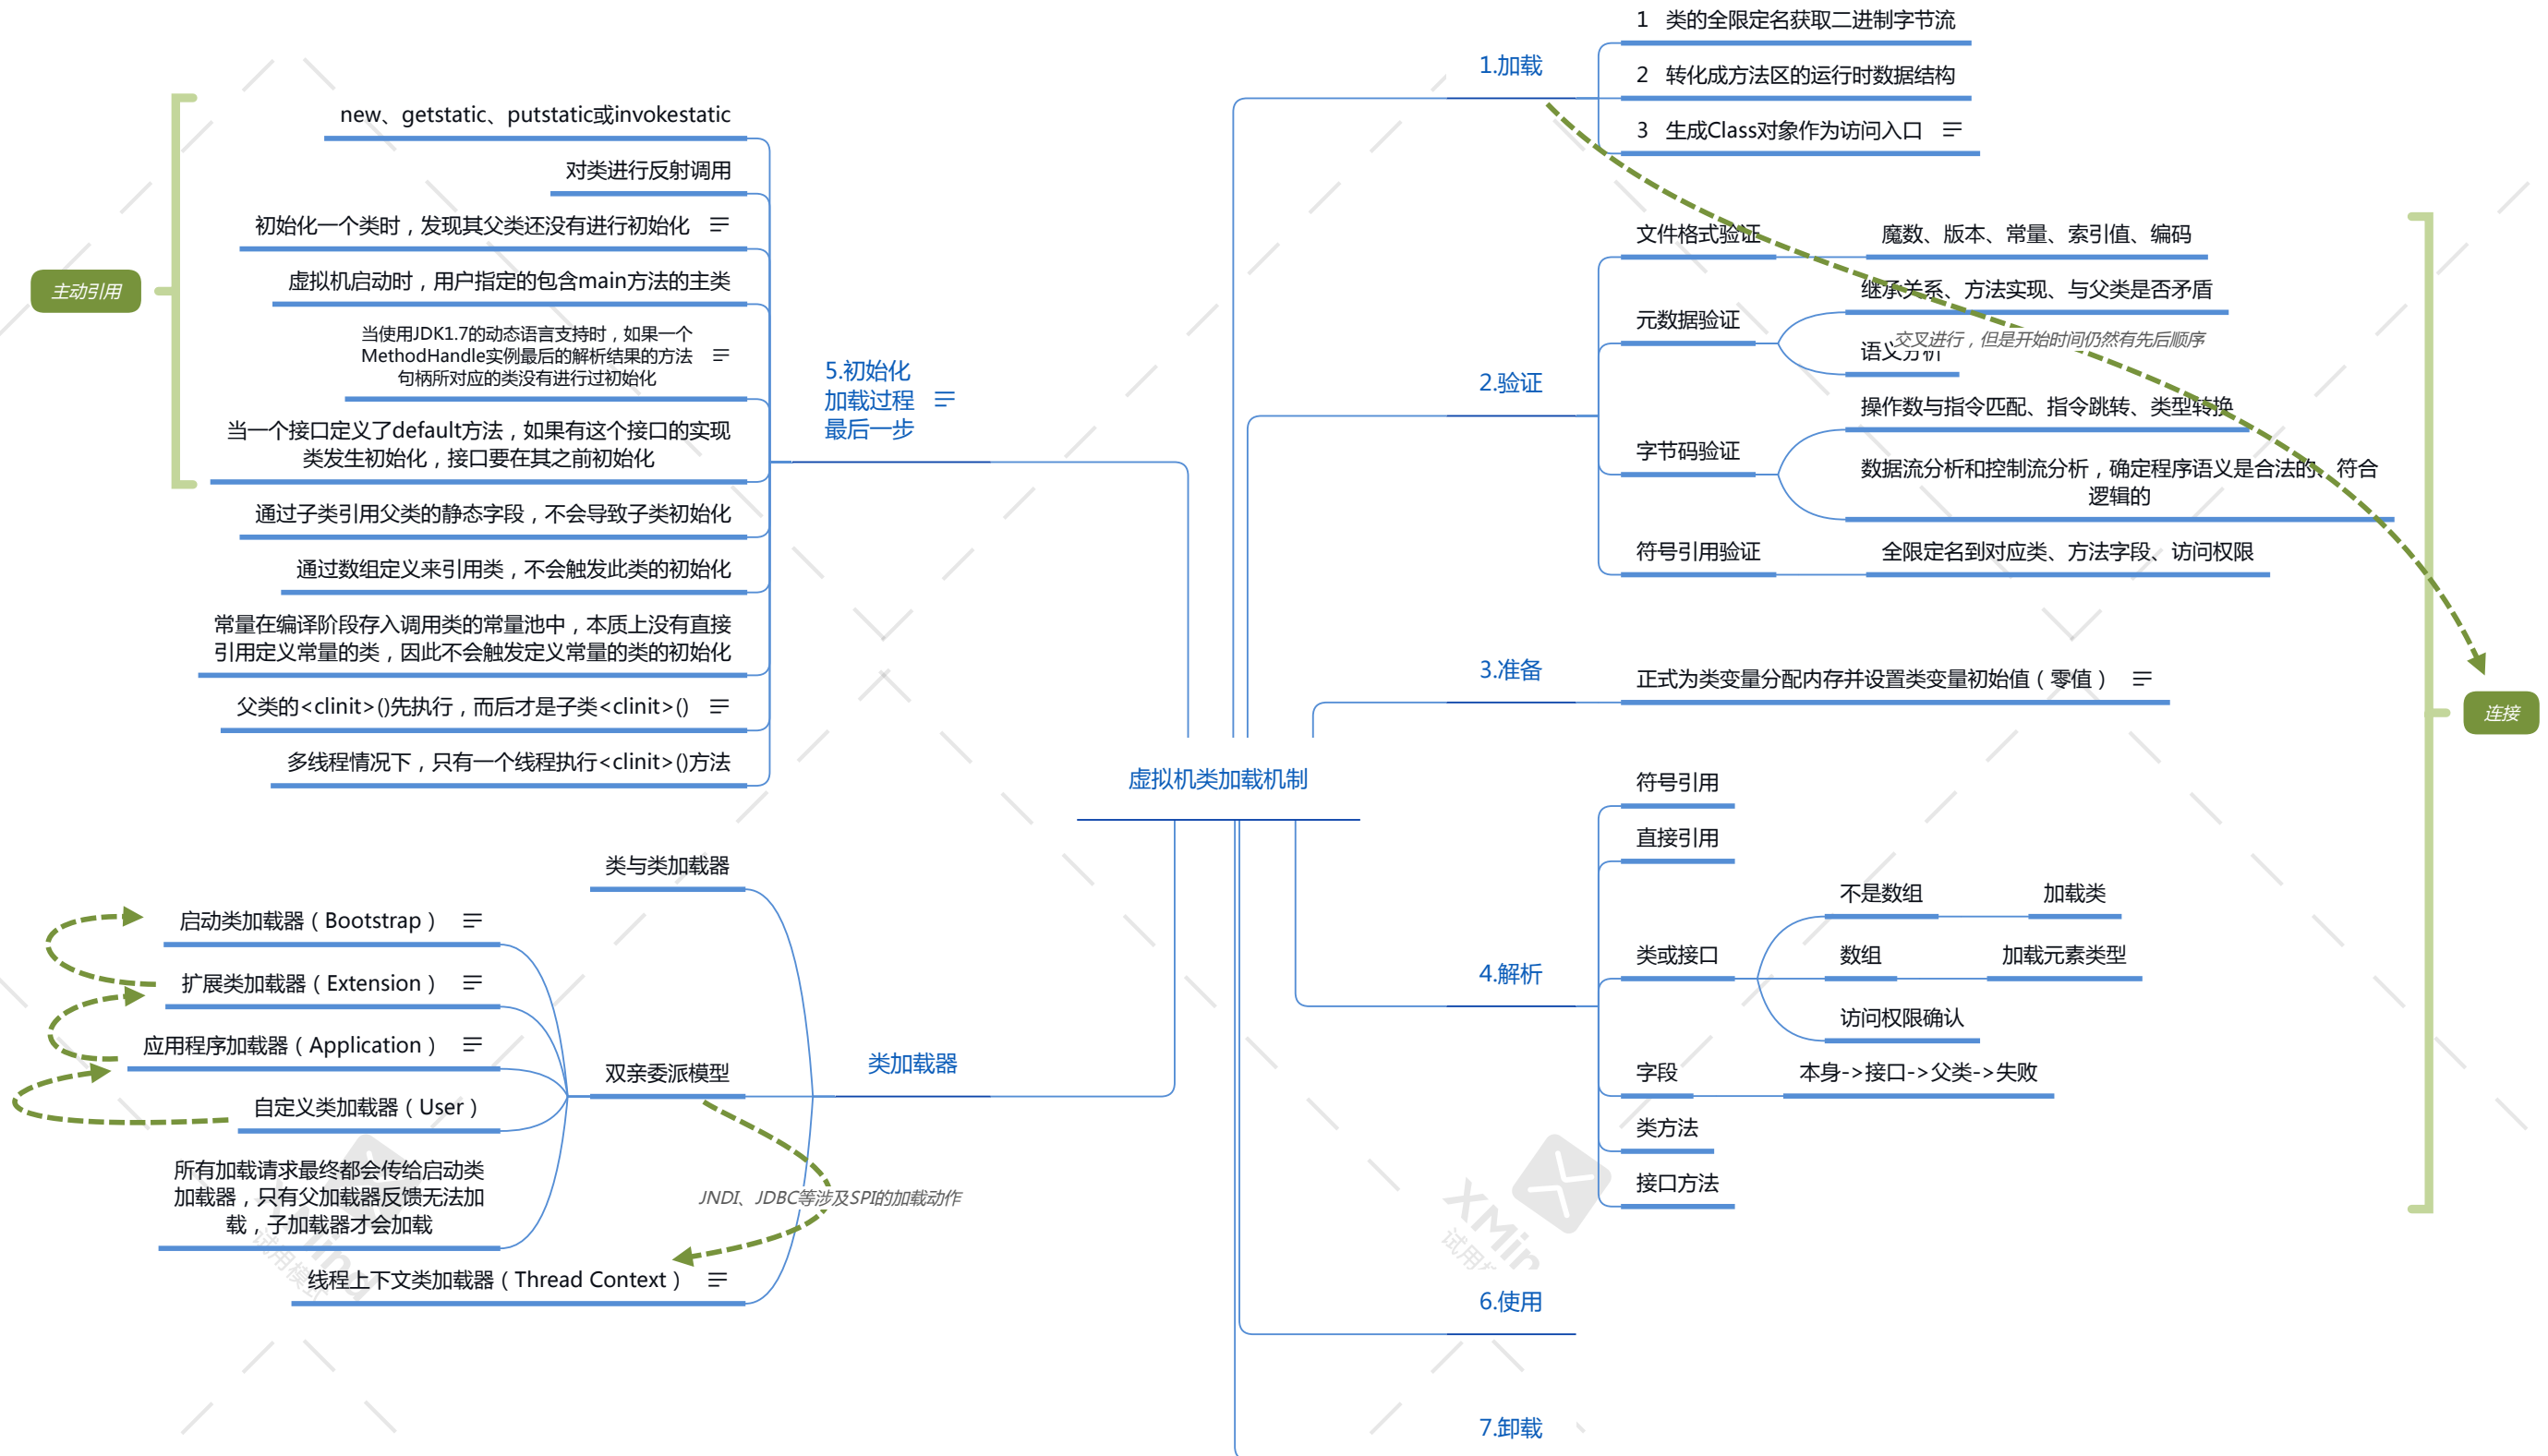 虚拟机类加载机制
1.加载
1 类的全限定名获取二进制字节流
2 转化成方法区的运行时数据结构
3 生成Class对象作为访问入口
2.验证
文件格式验证
魔数、版本、常量、索引值、编码
元数据验证
继承关系、方法实现、与父类是否矛盾
语义分析
交叉进行，但是开始时间仍然有先后顺序
字节码验证
操作数与指令匹配、指令跳转、类型转换
数据流分析和控制流分析，确定程序语义是合法的、符合
逻辑的
符号引用验证
全限定名到对应类、方法字段、访问权限
3.准备
正式为类变量分配内存并设置类变量初始值（零值）
4.解析
符号引用
直接引用
类或接口
不是数组
加载类
数组
加载元素类型
访问权限确认
字段
本身->接口->父类->失败
类方法
接口方法
连接
5.初始化
加载过程
最后一步
new、getstatic、putstatic或invokestatic
对类进行反射调用
初始化一个类时，发现其父类还没有进行初始化
虚拟机启动时，用户指定的包含main方法的主类
当使用JDK1.7的动态语言支持时，如果一个
MethodHandle实例最后的解析结果的方法
句柄所对应的类没有进行过初始化
当一个接口定义了default方法，如果有这个接口的实现
类发生初始化，接口要在其之前初始化
主动引用
通过子类引用父类的静态字段，不会导致子类初始化
通过数组定义来引用类，不会触发此类的初始化
常量在编译阶段存入调用类的常量池中，本质上没有直接
引用定义常量的类，因此不会触发定义常量的类的初始化
父类的<clinit>()先执行，而后才是子类<clinit>()
多线程情况下，只有一个线程执行<clinit>()方法
类加载器
类与类加载器
双亲委派模型
启动类加载器（Bootstrap）
扩展类加载器（Extension）
应用程序加载器（Application）
自定义类加载器（User）
所有加载请求最终都会传给启动类
加载器，只有父加载器反馈无法加
载，子加载器才会加载
JNDI、JDBC等涉及SPI的加载动作
线程上下文类加载器（Thread Context）
6.使用
7.卸载
XMind
试用模式